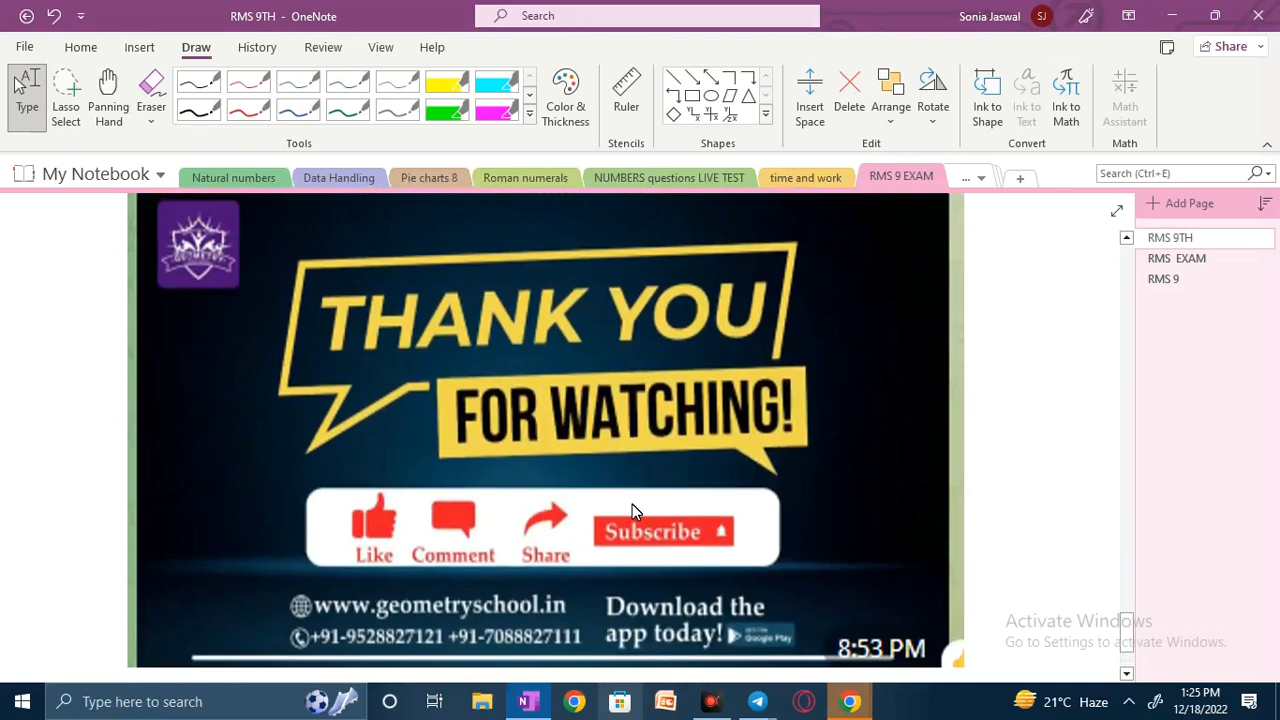 RMS 9TH - OneNote
Search
Sonia Jaswal
SJ
File
Home
Insert
Draw
History
Review
View
Help
Share
Type
Lasso
Select
Panning
Hand
Eraser
Color &
Thickness
Ruler
Insert
Space
Delete
Arrange
Rotate
Ink to
Shape
Ink to
Text
Ink to
Math
Math
Assistant
Tools
Stencils
Shapes
Edit
Convert
Math
My Notebook
Natural numbers
Data Handling
Pie charts 8
Roman numerals
NUMBERS questions LIVE TEST
time and work
RMS 9 EXAM
...
Search (Ctrl+E)
Add Page
RMS 9TH
RMS EXAM
RMS 9
GEOMETRY
THANK YOU
FOR WATCHING!
Like
Comment
Share
Subscribe
www.geometryschool.in
+91-9528827121 +91-7088827111
Download the
app today!
Google Play
8:53 PM
Activate Windows
Go to Settings to activate Windows.
Type here to search
21°C Haze
1:25 PM
12/18/2022